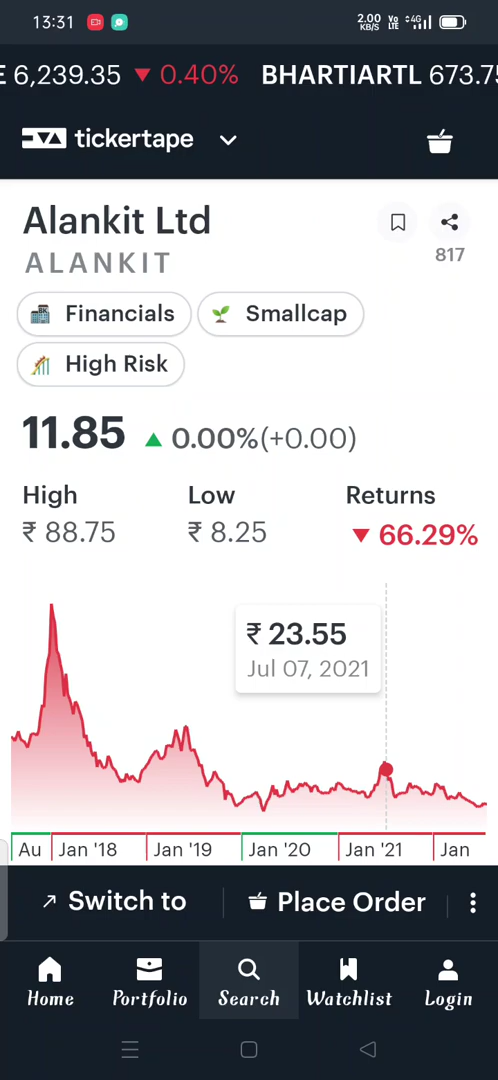 13:31 2.00 KB/S Vo LTE 4G
E 6,239.35 ▼ 0.40% BHARTIARTL 673.75
tickertape
Alankit Ltd
ALANKIT
817
Financials Smallcap
High Risk
11.85 ▲ 0.00%(+0.00)
High Low Returns
₹ 88.75 ₹ 8.25 ▼ 66.29%
₹ 23.55
Jul 07, 2021
Au Jan '18 Jan '19 Jan '20 Jan '21 Jan
Switch to Place Order
Home Portfolio Search Watchlist Login